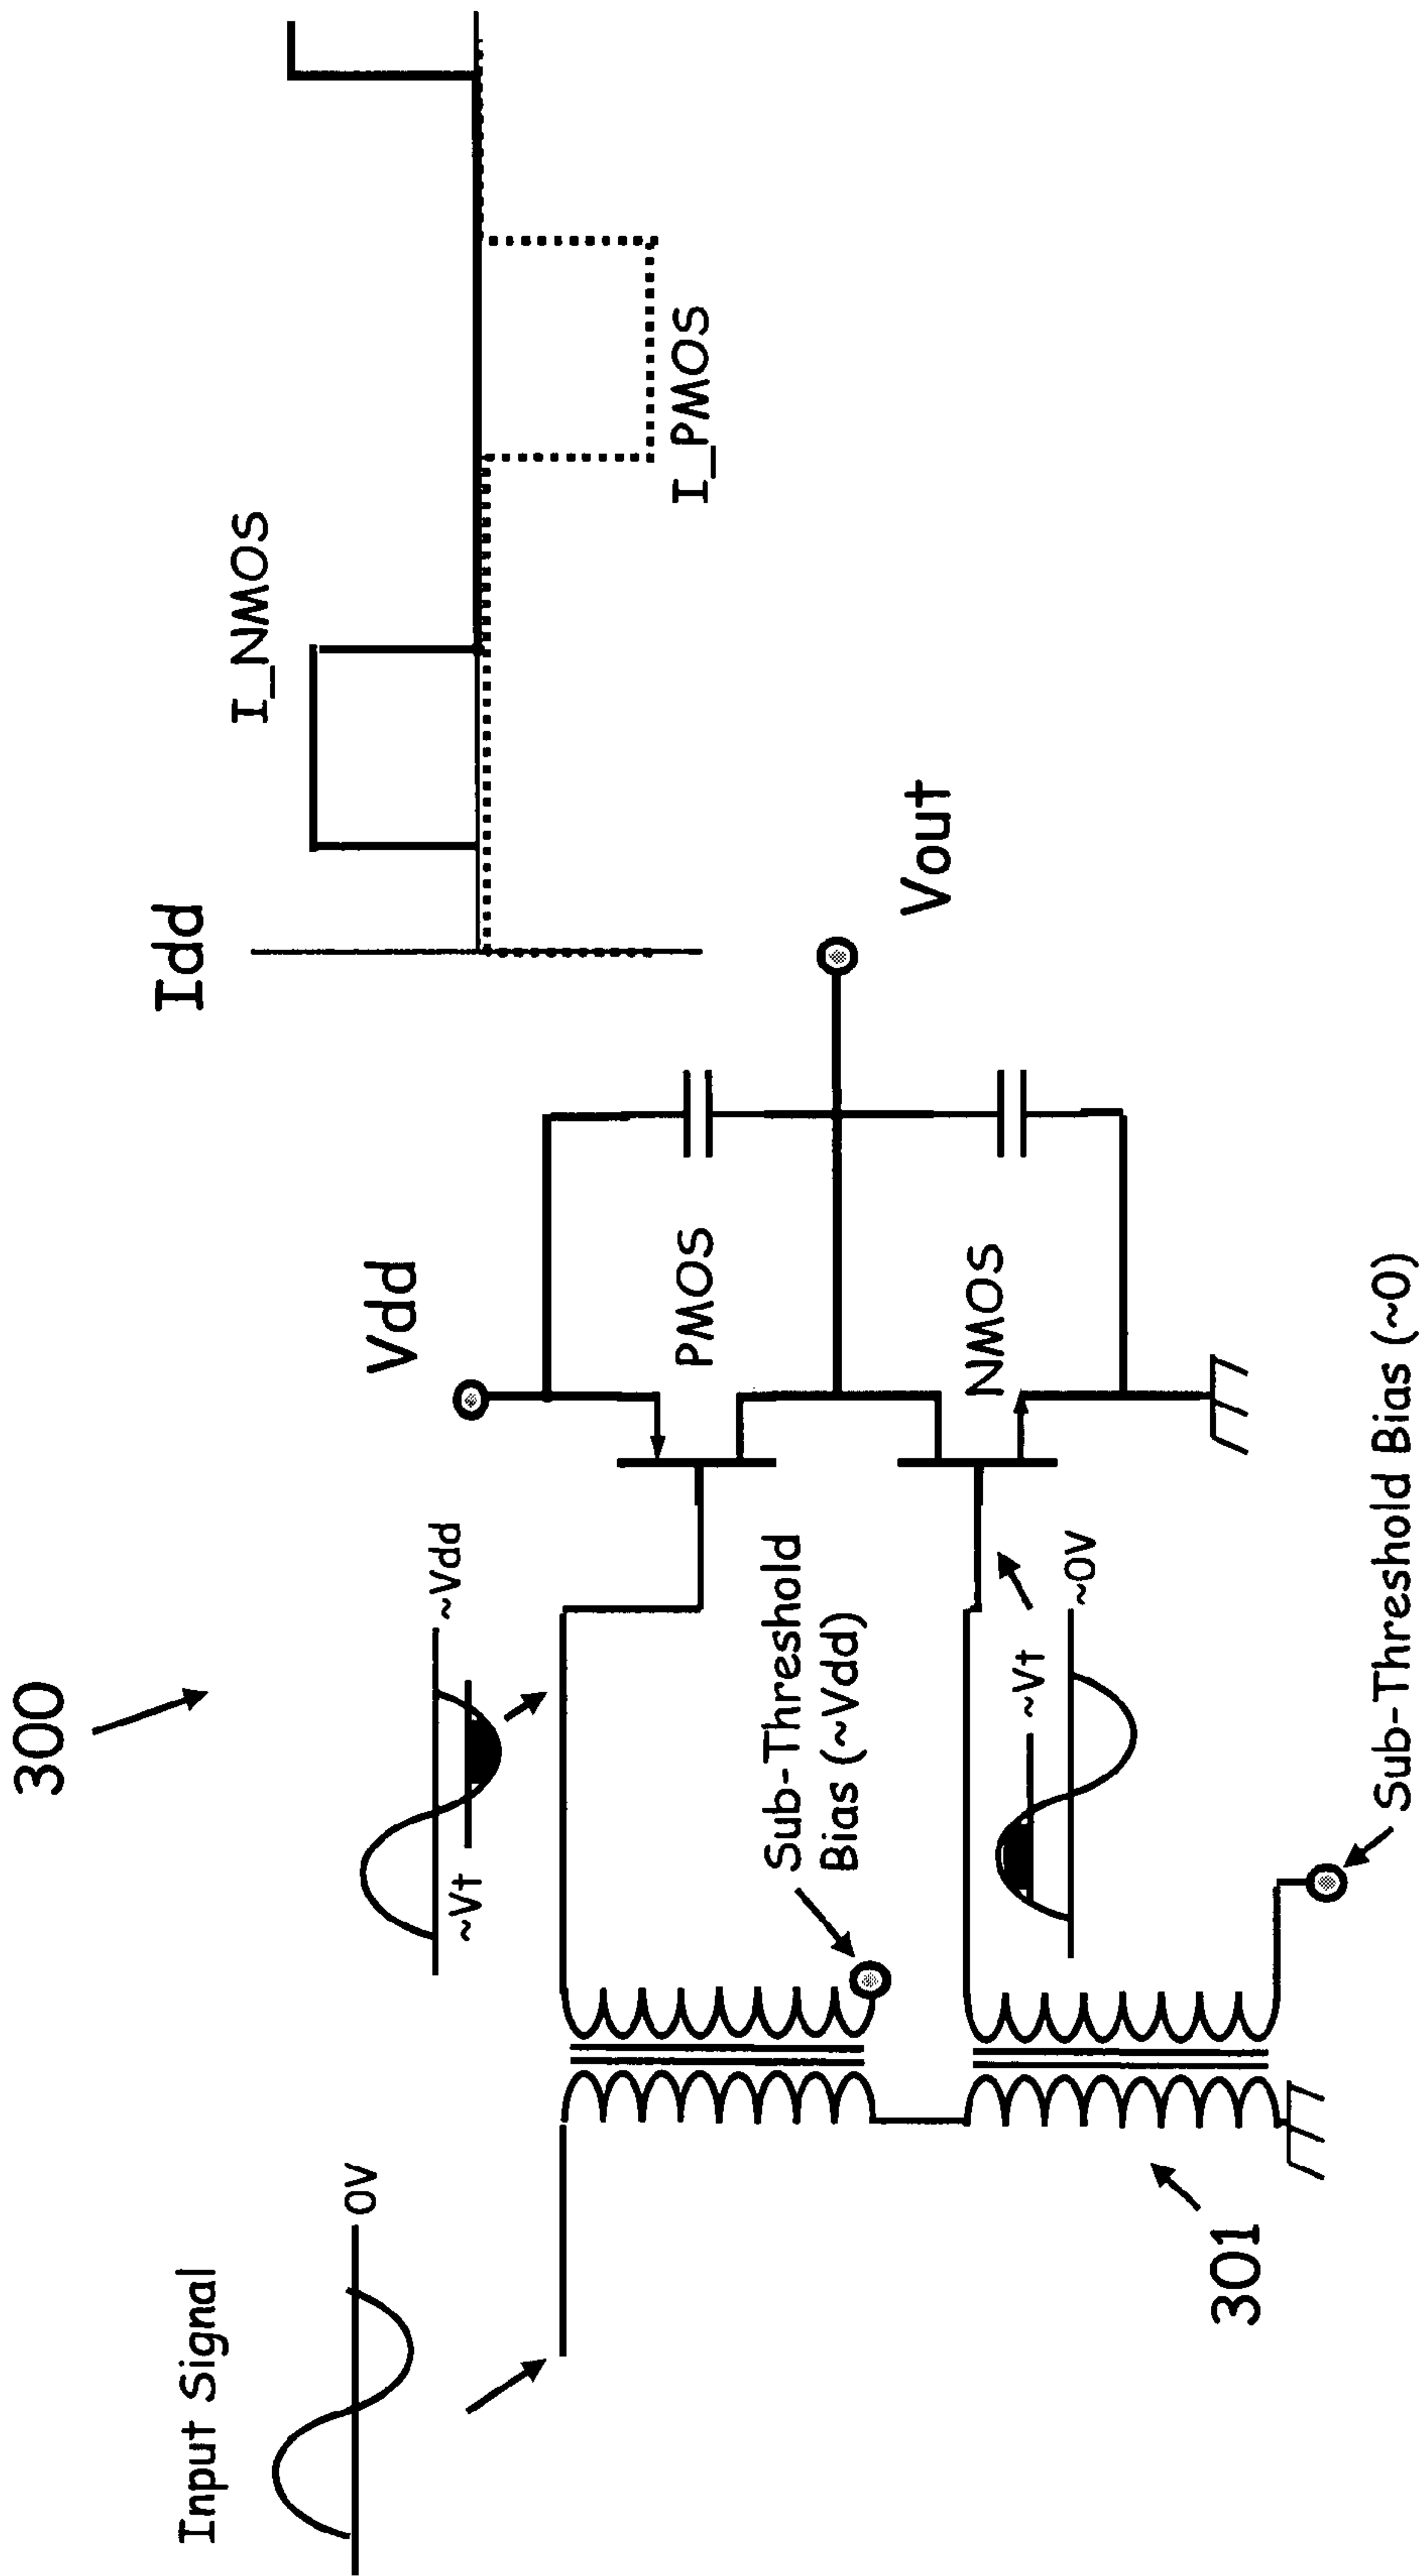 300
Input Signal
0V
~Vdd
~Vt
Vdd
Idd
I_NMOS
I_PMOS
PMOS
Vout
Sub-Threshold
Bias (~Vdd)
NMOS
~Vt
~0V
301
Sub-Threshold Bias (~0)